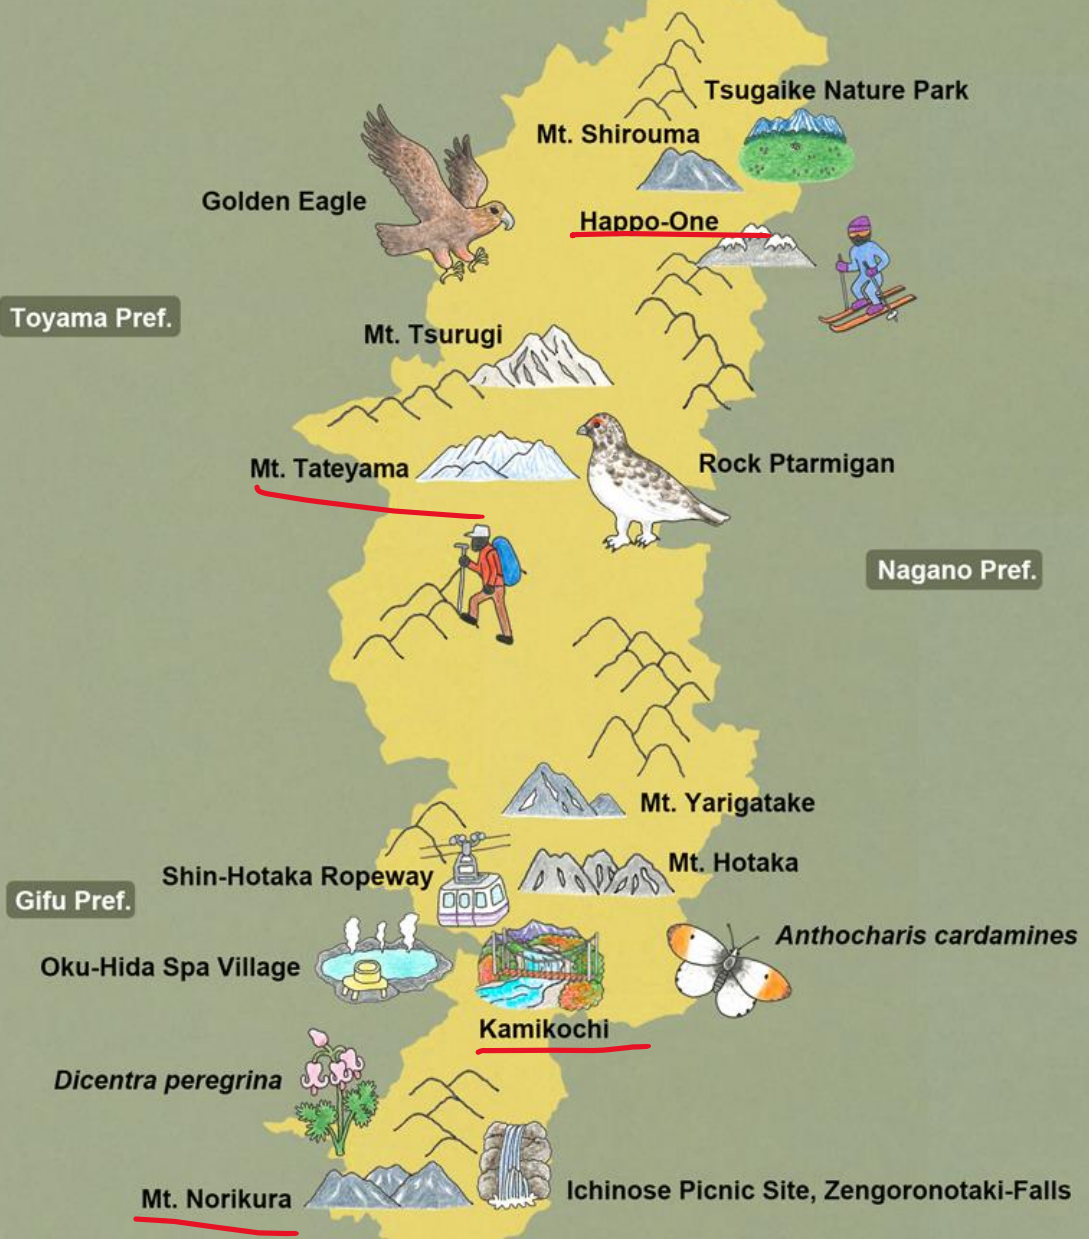 Tsugaike Nature Park
Mt. Shirouma
Golden Eagle
Happo-One
Toyama Pref.
Mt. Tsurugi
Mt. Tateyama
Rock Ptarmigan
Nagano Pref.
Mt. Yarigatake
Mt. Hotaka
Shin-Hotaka Ropeway
Gifu Pref.
Anthocharis cardamines
Oku-Hida Spa Village
Kamikochi
Dicentra peregrina
Mt. Norikura
Ichinose Picnic Site, Zengoronotaki-Falls